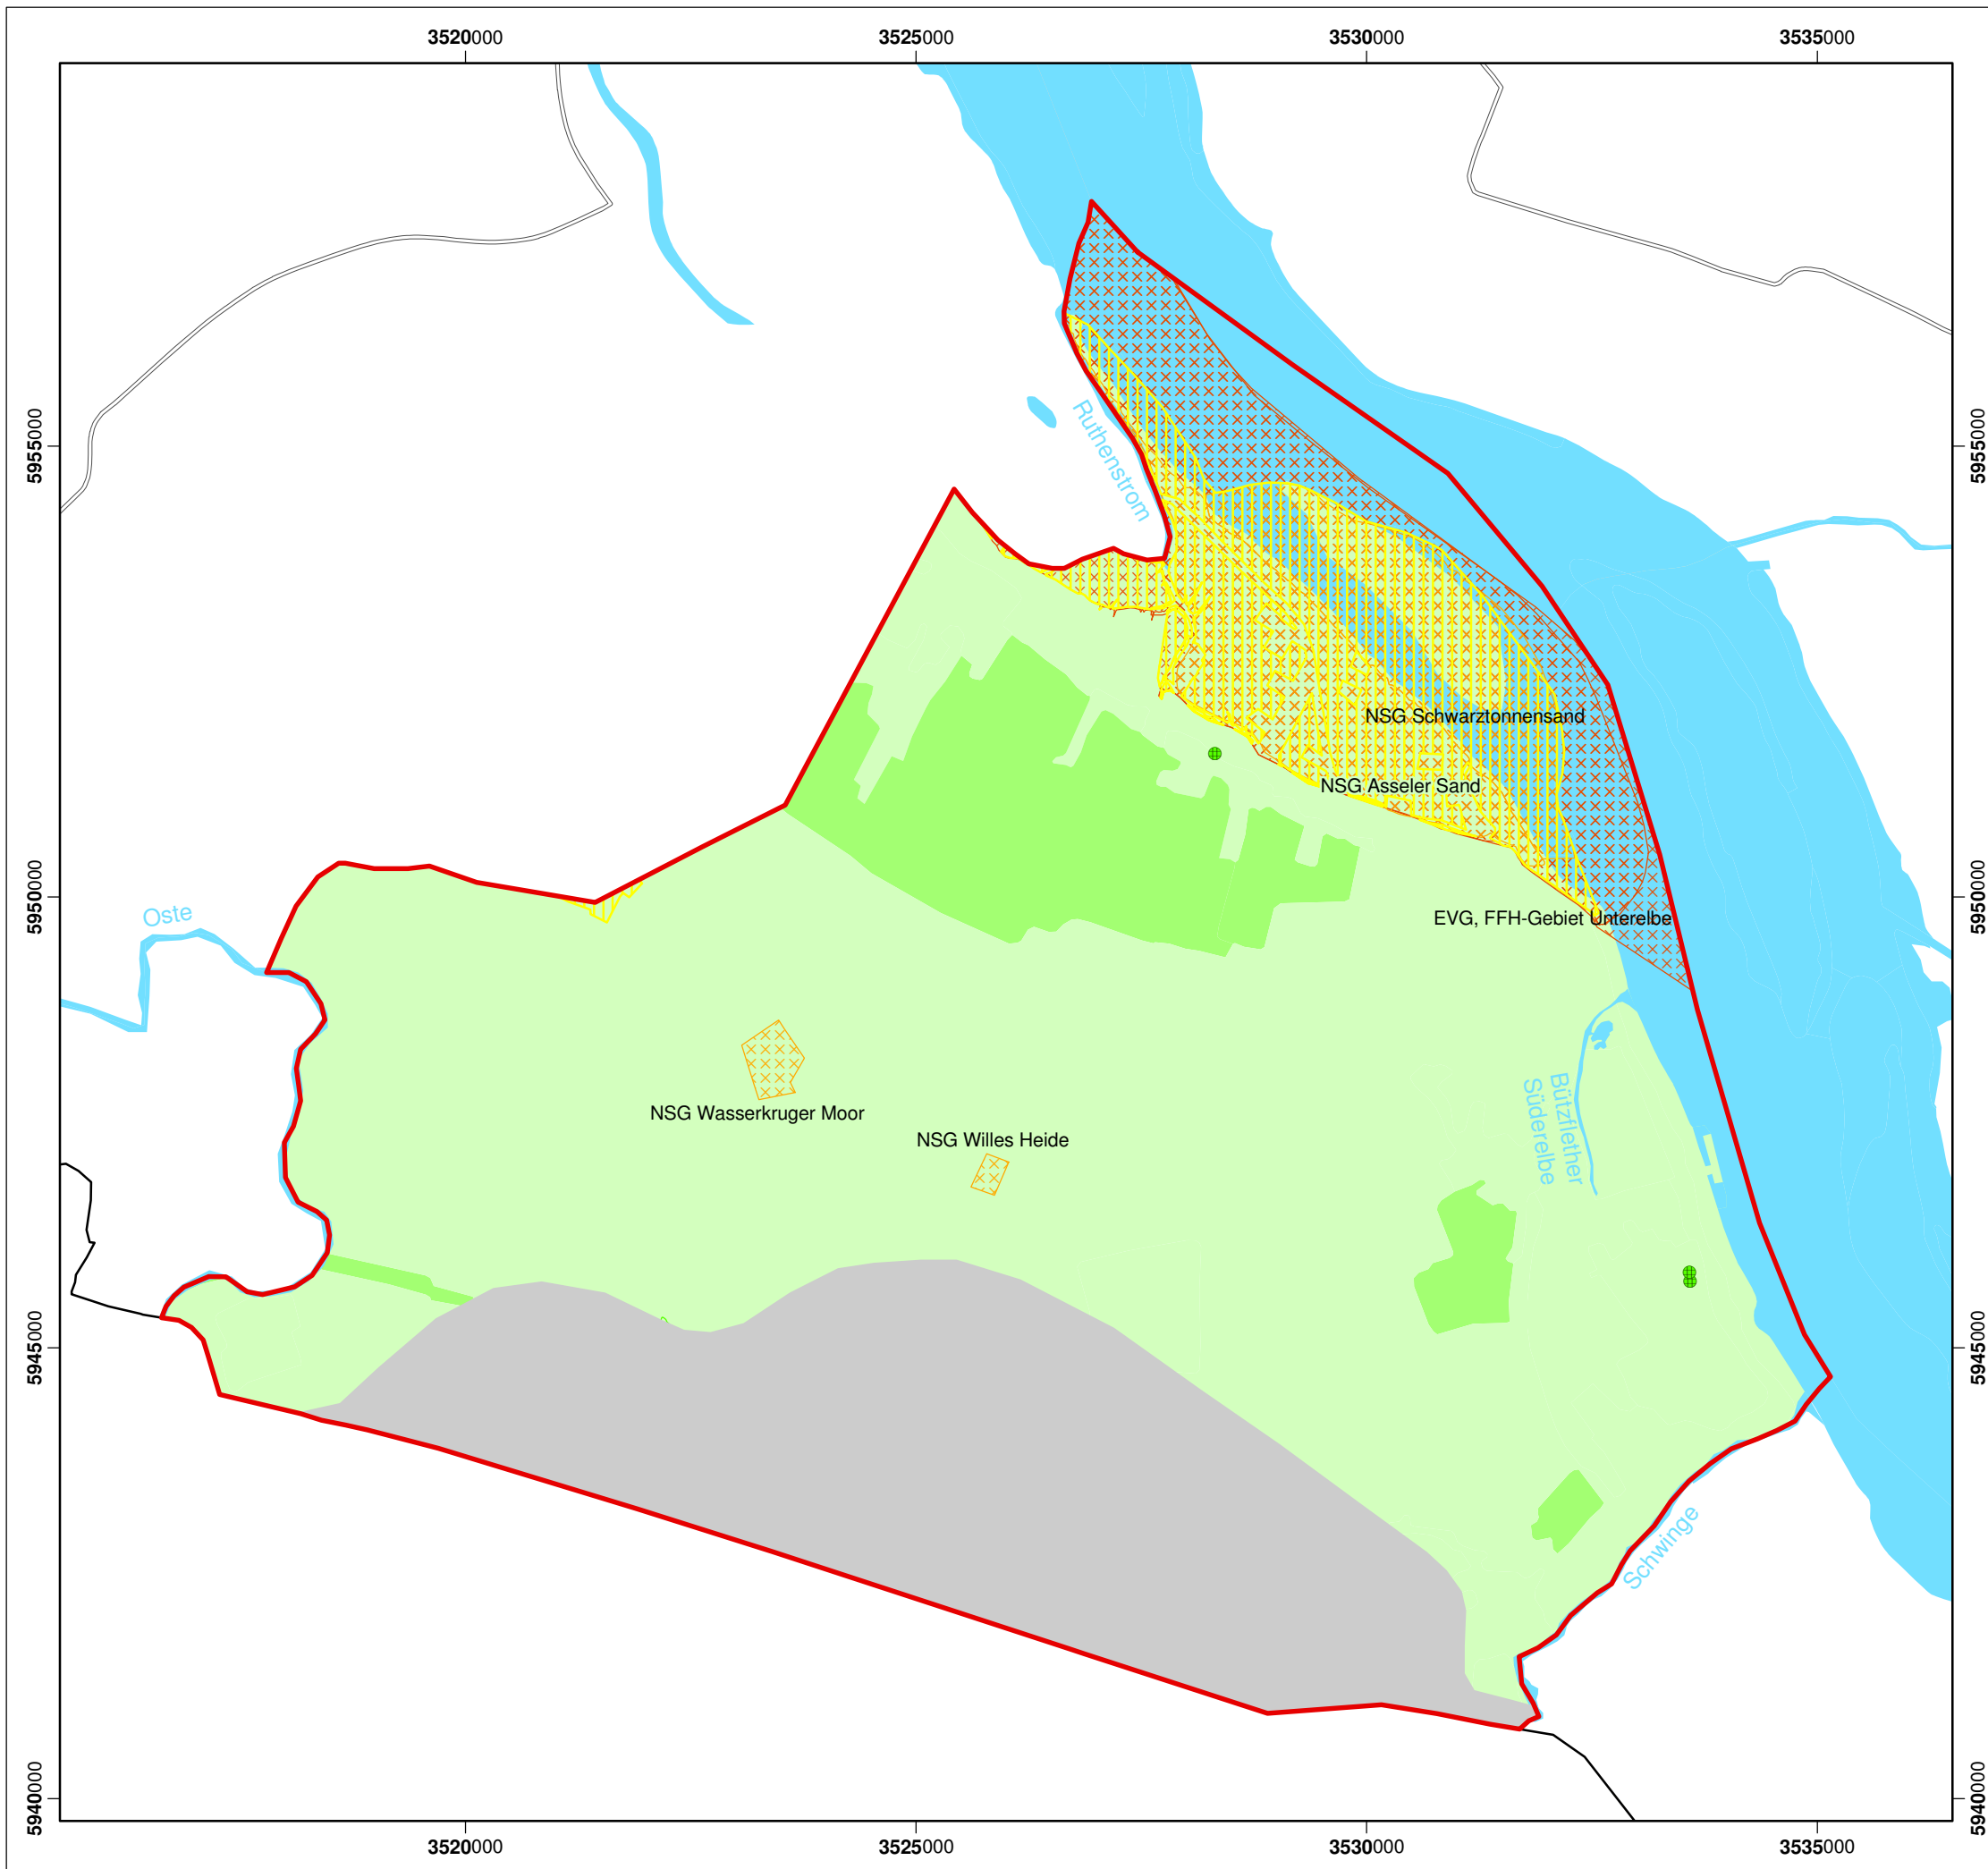 3520000 3525000 3530000 3535000
5955000
5955000
Ruthenstrom
NSG Schwarztonnensand
NSG Asseler Sand
5950000
5950000
Oste
EVG, FFH-Gebiet Unterelbe
Bützflether
Süderelbe
NSG Wasserkruger Moor
NSG Willes Heide
5945000
5945000
Schwinge
5940000
5940000
3520000 3525000 3530000 3535000